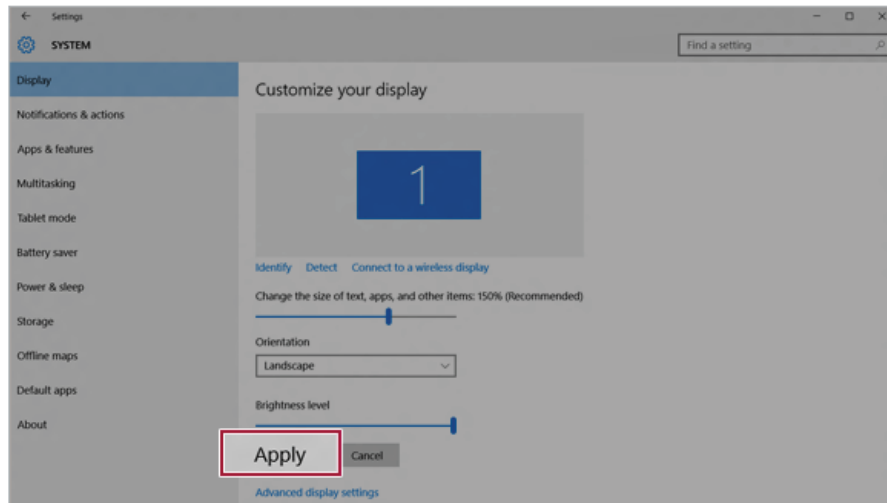 Settings
SYSTEM
Find a setting
Display
Notifications & actions
Apps & features
Multitasking
Tablet mode
Battery saver
Power & sleep
Storage
Offline maps
Default apps
About
Customize your display
1
Identify Detect Connect to a wireless display
Change the size of text, apps, and other items: 150% (Recommended)
Orientation
Landscape
Brightness level
Apply Cancel
Advanced display settings